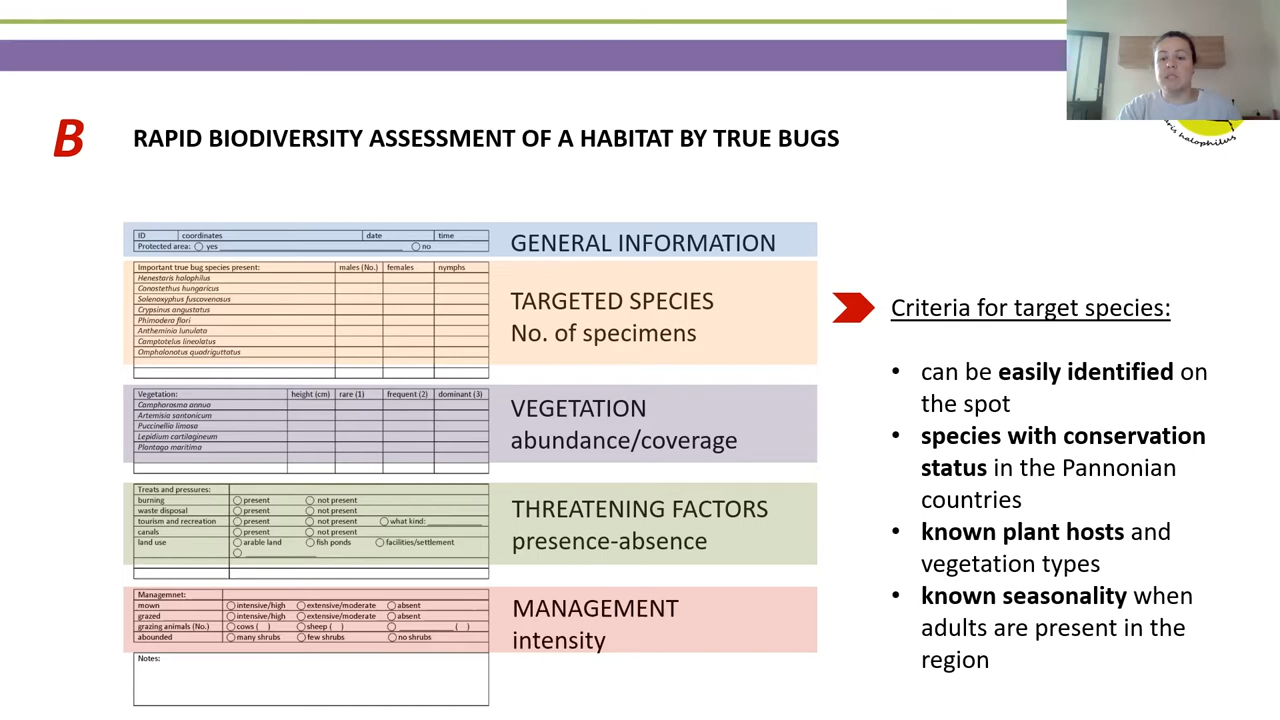 B
RAPID BIODIVERSITY ASSESSMENT OF A HABITAT BY TRUE BUGS
halophilus
ID coordinates date time
Protected area: yes no
GENERAL INFORMATION
Important true bug species present: males (No.) females nymphs
Henestaris halophilus
Conostethus hungaricus
Solenoxyphus fuscovenosus
Crypsinus angustatus
Phimodera flori
Antheminia lunulata
Camptotelus lineolatus
Omphalonotus quadriguttatus
TARGETED SPECIES
No. of specimens
Vegetation: height (cm) rare (1) frequent (2) dominant (3)
Camphorosma annua
Artemisia santonicum
Puccinellia limosa
Lepidium cartilagineum
Plantago maritima
VEGETATION
abundance/coverage
Treats and pressures:
burning present not present
waste disposal present not present
tourism and recreation present not present what kind:
canals present not present
land use arable land fish ponds facilities/settlement
THREATENING FACTORS
presence-absence
Managemnet:
mown intensive/high extensive/moderate absent
grazed intensive/high extensive/moderate absent
grazing animals (No.) cows ( ) sheep ( ) ( )
abounded many shrubs few shrubs no shrubs
MANAGEMENT
intensity
Notes:
Criteria for target species:
• can be easily identified on
the spot
• species with conservation
status in the Pannonian
countries
• known plant hosts and
vegetation types
• known seasonality when
adults are present in the
region